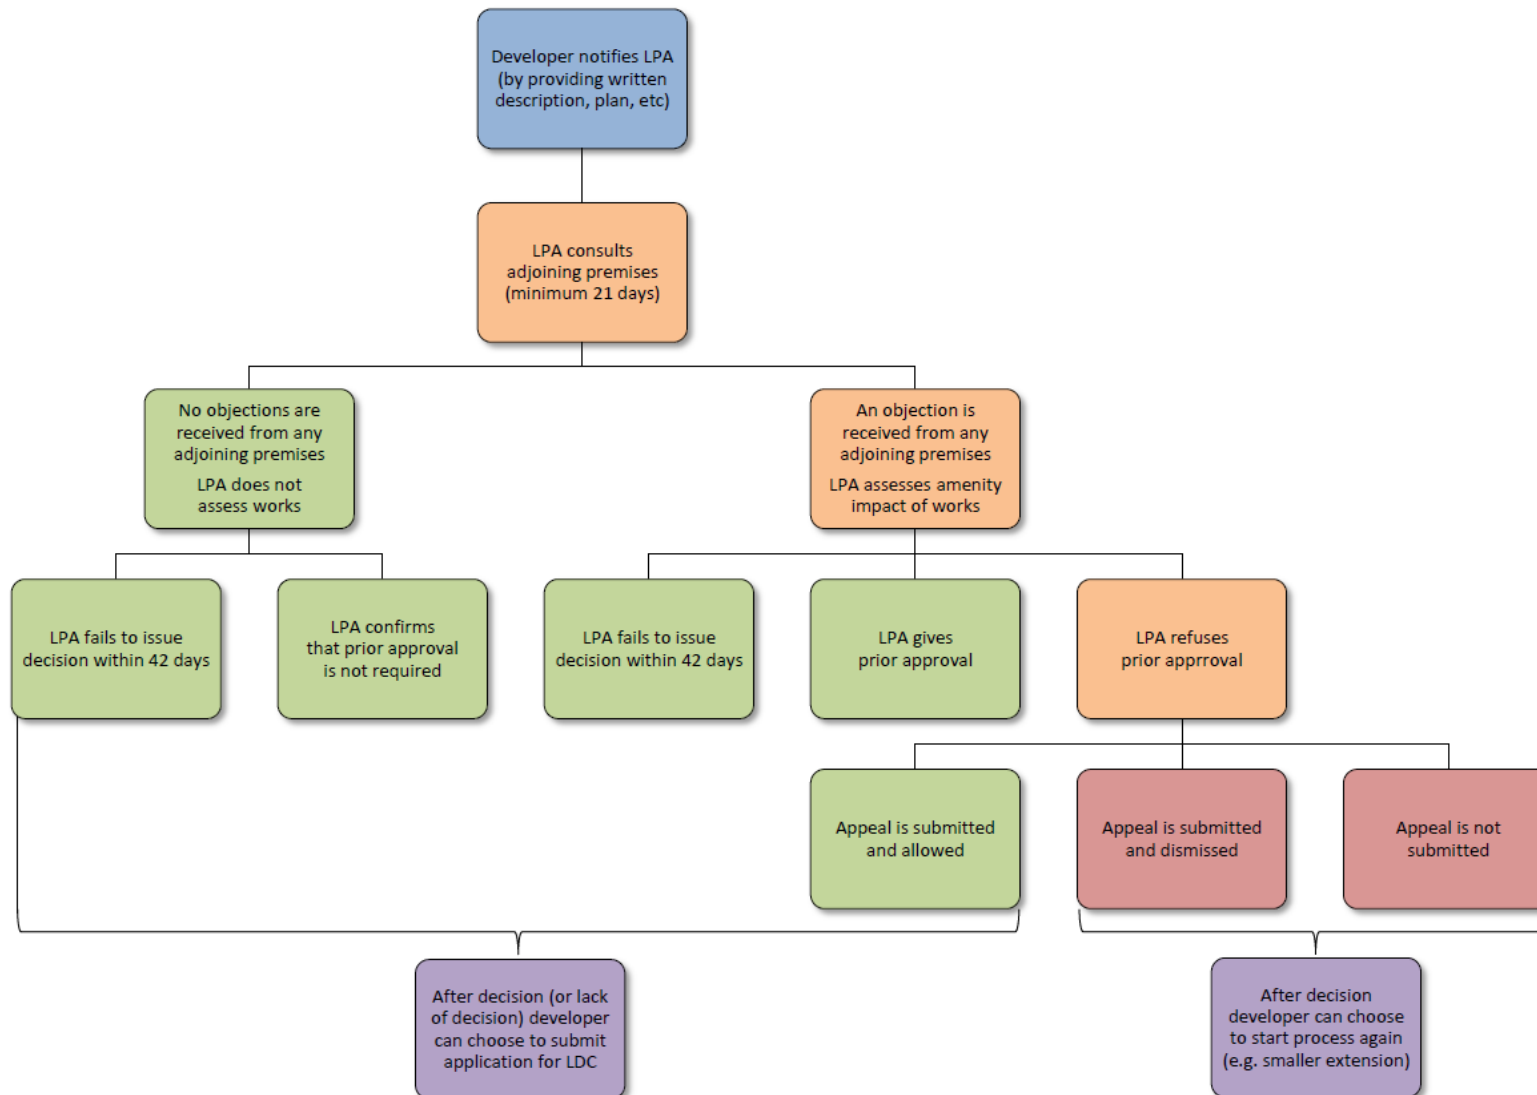 Developer notifies LPA
(by providing written
description, plan, etc)
LPA consults
adjoining premises
(minimum 21 days)
No objections are
received from any
adjoining premises
LPA does not
assess works
An objection is
received from any
adjoining premises
LPA assesses amenity
impact of works
LPA fails to issue
decision within 42 days
LPA confirms
that prior approval
is not required
LPA fails to issue
decision within 42 days
LPA gives
prior approval
LPA refuses
prior apprroval
Appeal is submitted
and allowed
Appeal is submitted
and dismissed
Appeal is not
submitted
After decision (or lack
of decision) developer
can choose to submit
application for LDC
After decision
developer can choose
to start process again
(e.g. smaller extension)